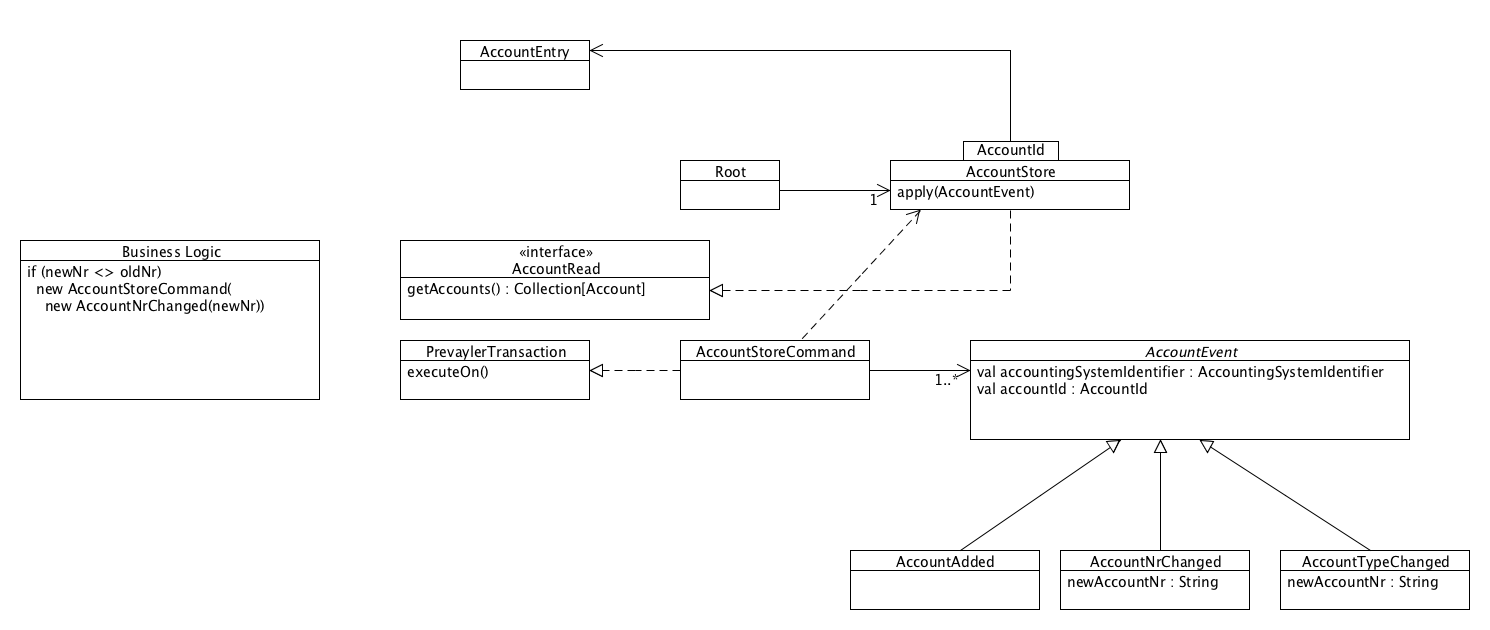 AccountEntry
AccountId
Root
AccountStore
apply(AccountEvent)
1
Business Logic
if (newNr <> oldNr)
new AccountStoreCommand(
new AccountNrChanged(newNr))
«interface»
AccountRead
getAccounts() : Collection[Account]
PrevaylerTransaction
executeOn()
AccountStoreCommand
1..*
AccountEvent
val accountingSystemIdentifier : AccountingSystemIdentifier
val accountId : AccountId
AccountAdded
AccountNrChanged
newAccountNr : String
AccountTypeChanged
newAccountNr : String